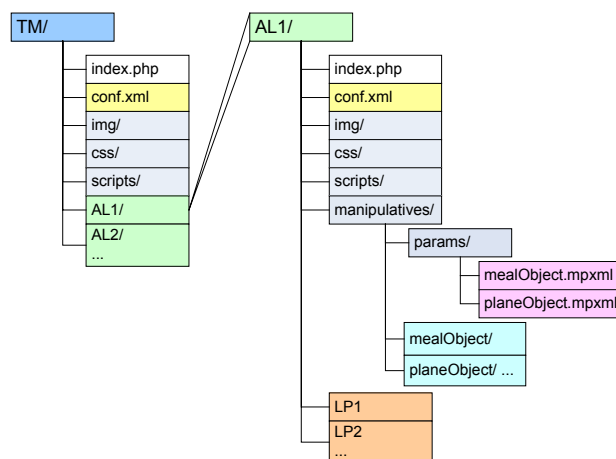 TM/
index.php
conf.xml
img/
css/
scripts/
AL1/
AL2/
...
AL1/
index.php
conf.xml
img/
css/
scripts/
manipulatives/
params/
mealObject.mpxml
planeObject.mpxml
mealObject/
planeObject/ ...
LP1
LP2
...